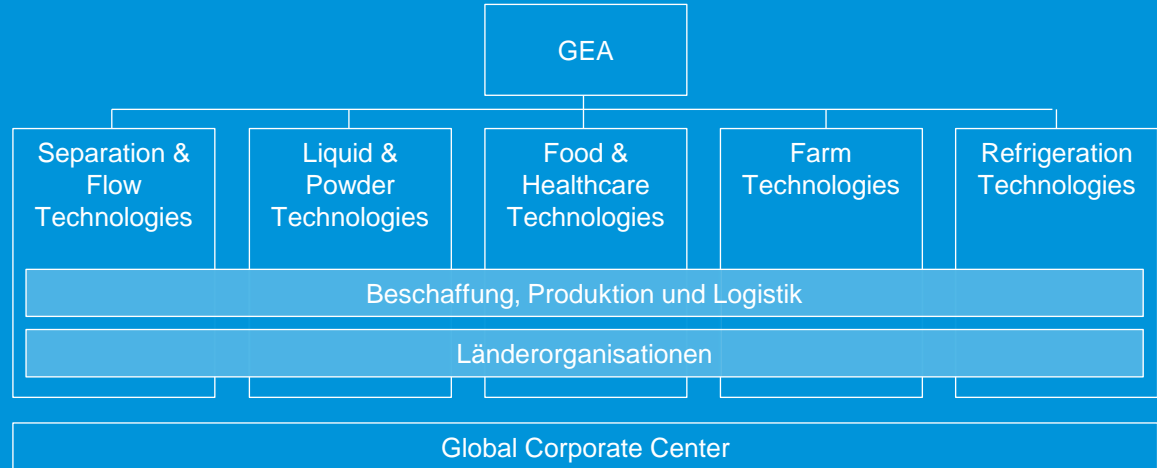 GEA
Separation &
Flow
Technologies
Liquid &
Powder
Technologies
Food &
Healthcare
Technologies
Farm
Technologies
Refrigeration
Technologies
Beschaffung, Produktion und Logistik
Länderorganisationen
Global Corporate Center